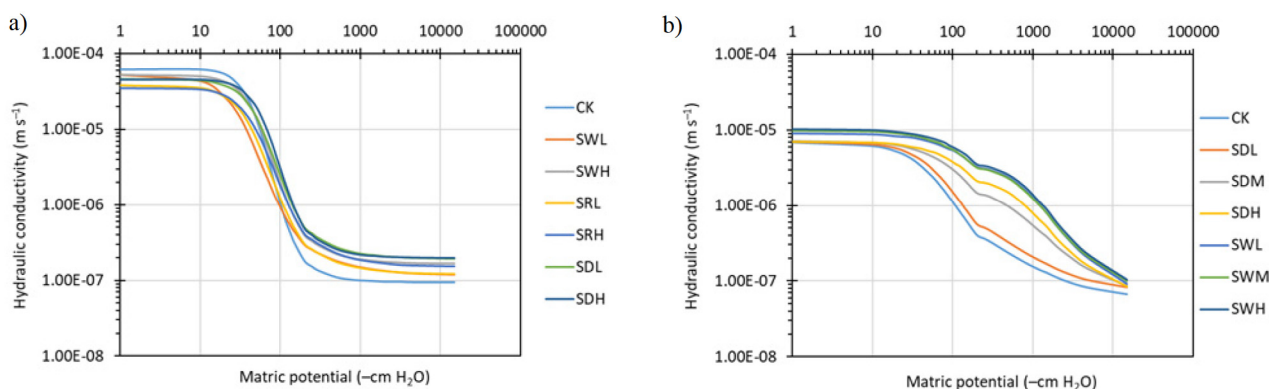 a)
1 10 100 1000 10000 100000
1.00E-04
1.00E-05
1.00E-06
1.00E-07
1.00E-08
Hydraulic conductivity (m s⁻¹)
Matric potential (–cm H₂O)
CK
SWL
SWH
SRL
SRH
SDL
SDH
b)
1 10 100 1000 10000 100000
1.00E-04
1.00E-05
1.00E-06
1.00E-07
1.00E-08
Hydraulic conductivity (m s⁻¹)
Matric potential (–cm H₂O)
CK
SDL
SDM
SDH
SWL
SWM
SWH